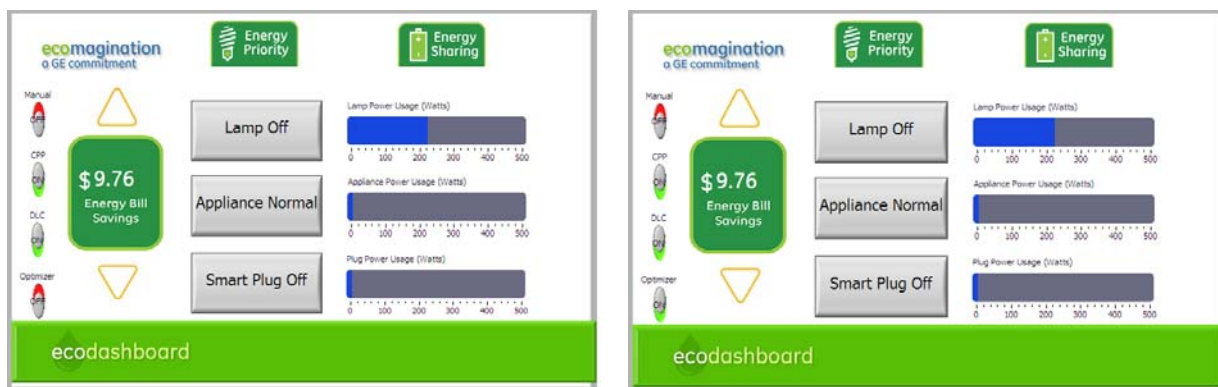 ecomagination
a GE commitment
Energy
Priority
Energy
Sharing
Manual
OFF
CPP
ON
DLC
ON
Optimizer
OFF
$9.76
Energy Bill
Savings
Lamp Off
Appliance Normal
Smart Plug Off
Lamp Power Usage (Watts)
0 100 200 300 400 500
Appliance Power Usage (Watts)
0 100 200 300 400 500
Plug Power Usage (Watts)
0 100 200 300 400 500
ecodashboard
ecomagination
a GE commitment
Energy
Priority
Energy
Sharing
Manual
OFF
CPP
ON
DLC
ON
Optimizer
ON
$9.76
Energy Bill
Savings
Lamp Off
Appliance Normal
Smart Plug Off
Lamp Power Usage (Watts)
0 100 200 300 400 500
Appliance Power Usage (Watts)
0 100 200 300 400 500
Plug Power Usage (Watts)
0 100 200 300 400 500
ecodashboard